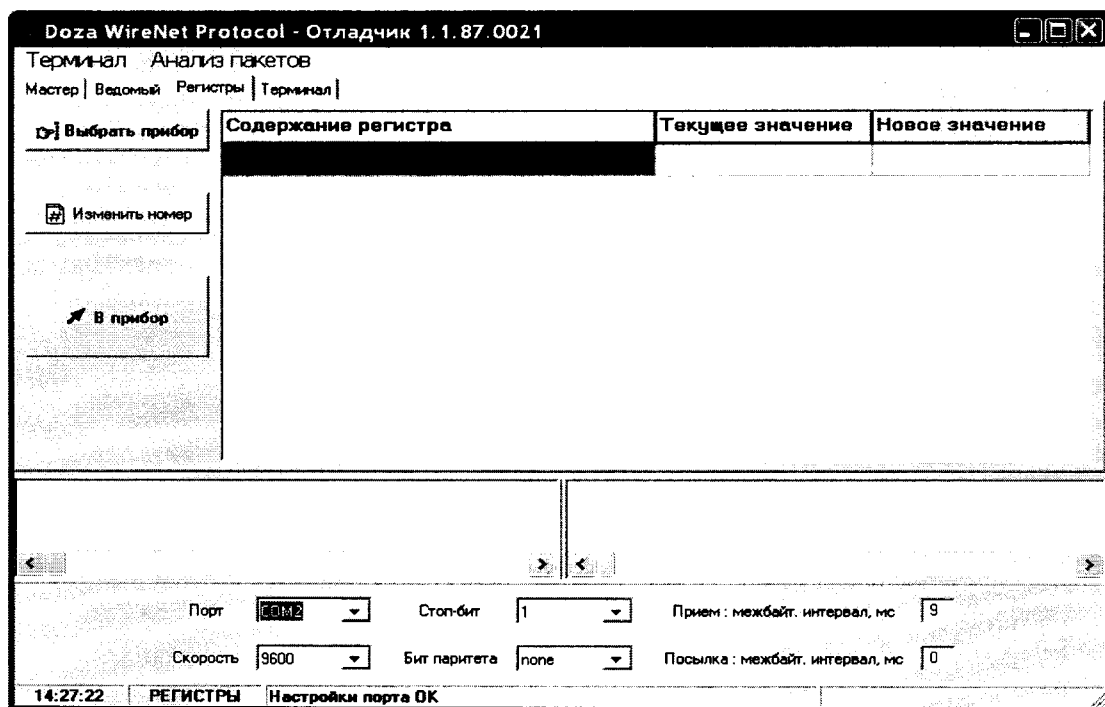 Doza WireNet Protocol - Отладчик 1.1.87.0021
Терминал Анализ пакетов
Мастер Ведомый Регистры Терминал
Выбрать прибор
Содержание регистра Текущее значение Новое значение
# Изменить номер
В прибор
Порт COM2 Стоп-бит 1 Прием : межбайт. интервал, мс 9
Скорость 9600 Бит паритета none Посылка : межбайт. интервал, мс 0
14:27:22 РЕГИСТРЫ Настройки порта OK